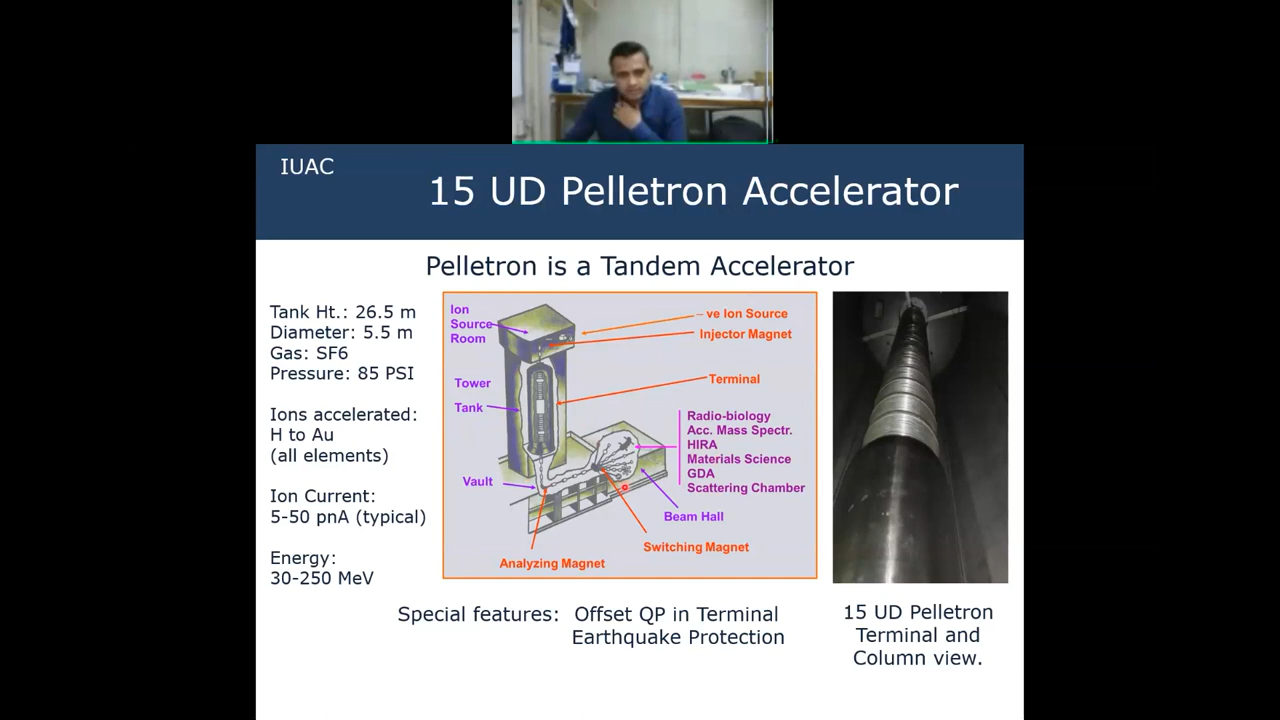 IUAC
15 UD Pelletron Accelerator
Pelletron is a Tandem Accelerator
Tank Ht.: 26.5 m
Diameter: 5.5 m
Gas: SF6
Pressure: 85 PSI
Ions accelerated:
H to Au
(all elements)
Ion Current:
5-50 pnA (typical)
Energy:
30-250 MeV
Ion
Source
Room
Tower
Tank
Vault
– ve Ion Source
Injector Magnet
Terminal
Radio-biology
Acc. Mass Spectr.
HIRA
Materials Science
GDA
Scattering Chamber
Beam Hall
Switching Magnet
Analyzing Magnet
Special features: Offset QP in Terminal
Earthquake Protection
15 UD Pelletron
Terminal and
Column view.